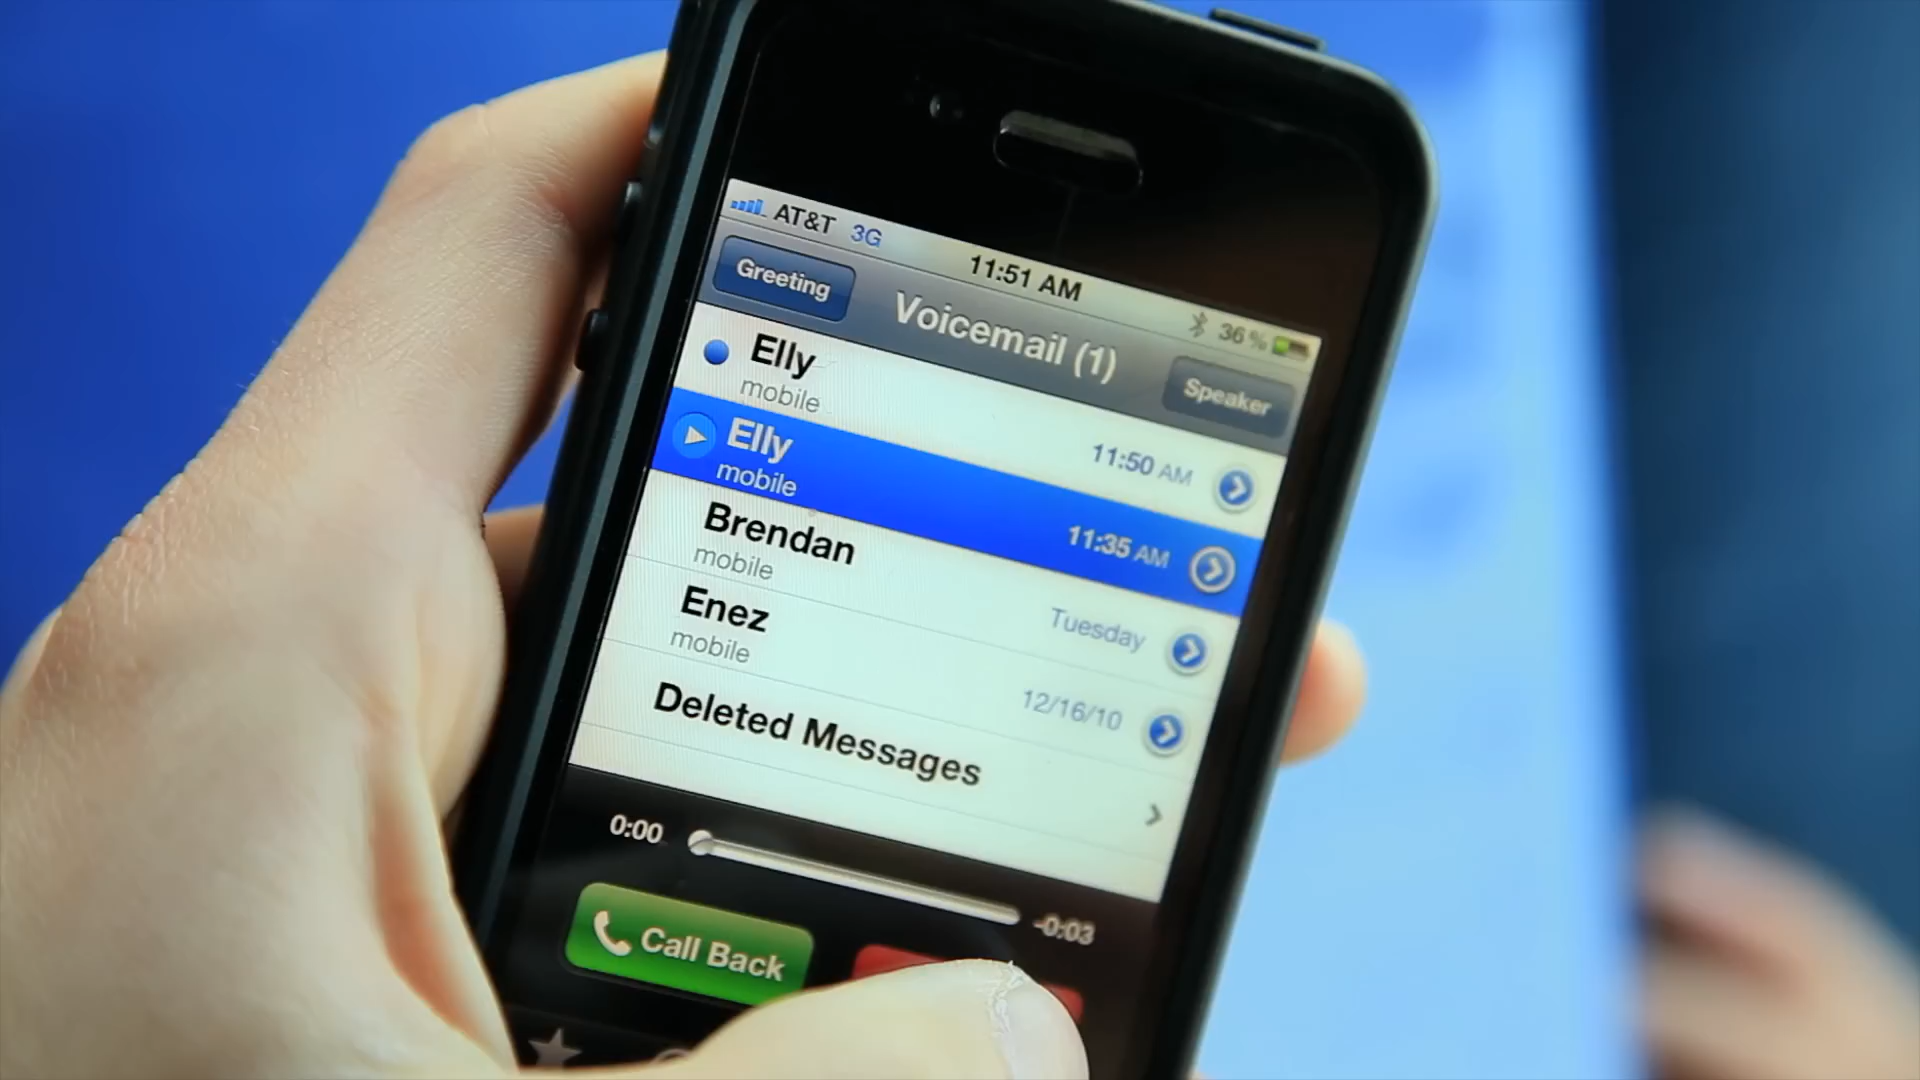 AT&T 3G 11:51 AM 36%
Greeting Voicemail (1) Speaker
Elly
mobile 11:50 AM
Elly
mobile 11:35 AM
Brendan
mobile Tuesday
Enez
mobile 12/16/10
Deleted Messages
0:00 -0:03
Call Back